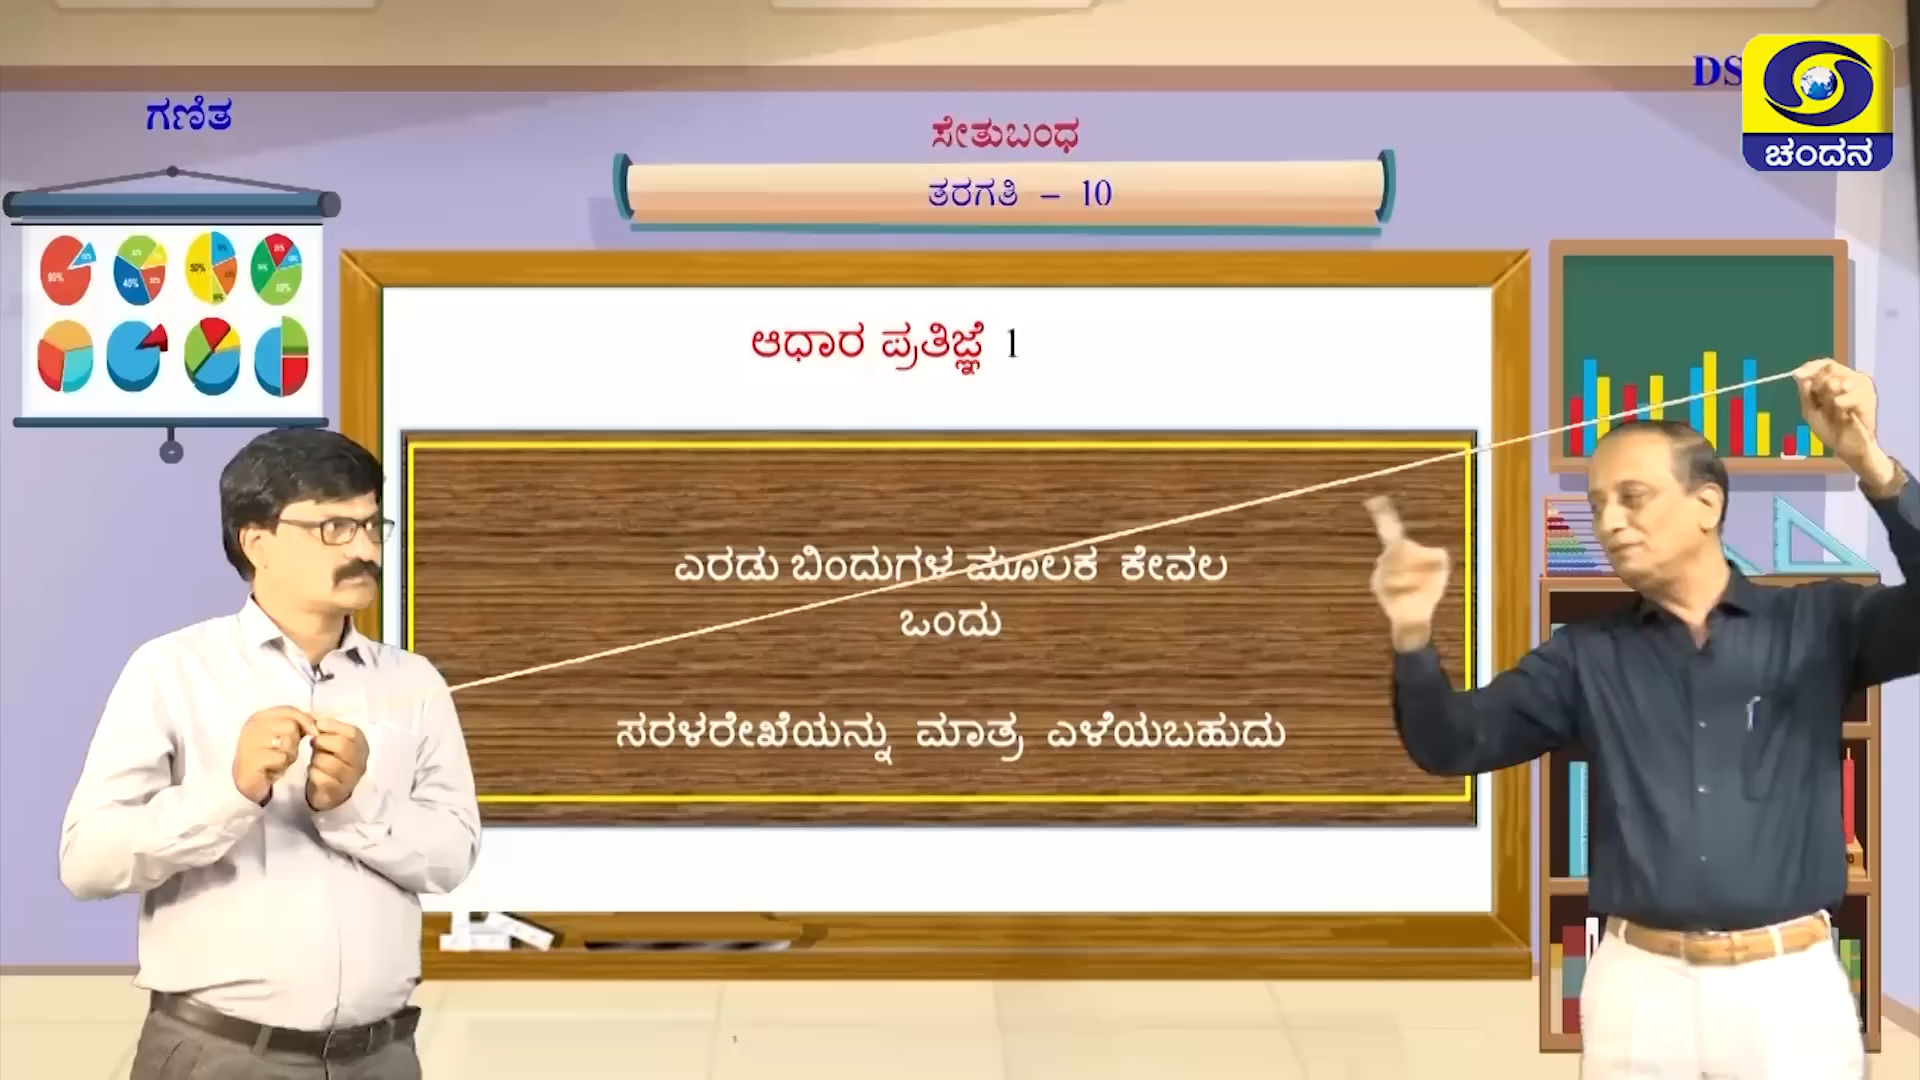 ಗಣಿತ
DS
ಚಂದನ
ಸೇತುಬಂಧ
ತರಗತಿ – 10
ಆಧಾರ ಪ್ರತಿಜ್ಞೆ 1
ಎರಡು ಬಿಂದುಗಳ ಮೂಲಕ ಕೇವಲ
ಒಂದು
ಸರಳರೇಖೆಯನ್ನು ಮಾತ್ರ ಎಳೆಯಬಹುದು